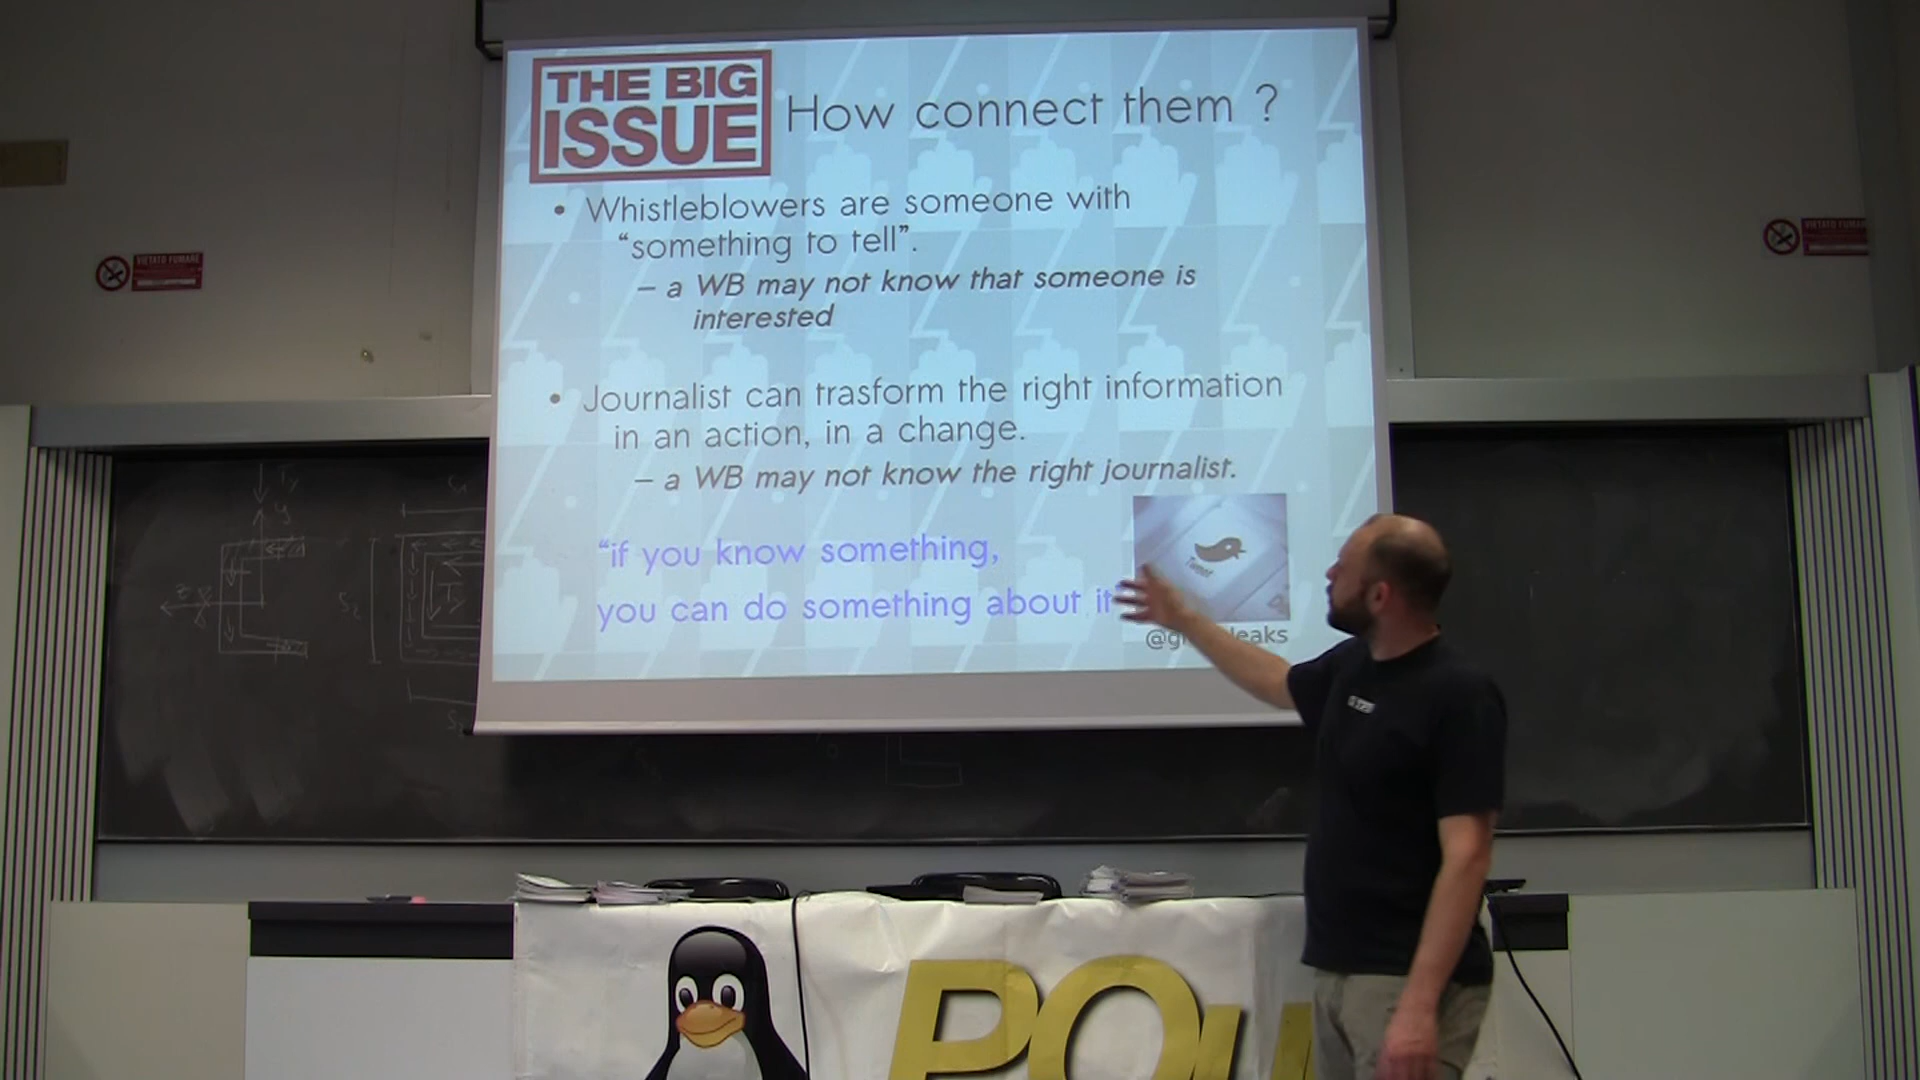 THE BIG
ISSUE
How connect them ?
• Whistleblowers are someone with
“something to tell”.
– a WB may not know that someone is
interested
• Journalist can trasform the right information
in an action, in a change.
– a WB may not know the right journalist.
“if you know something,
you can do something about it
Tweet
VIETATO FUMARE
VIETATO FUMARE
POu